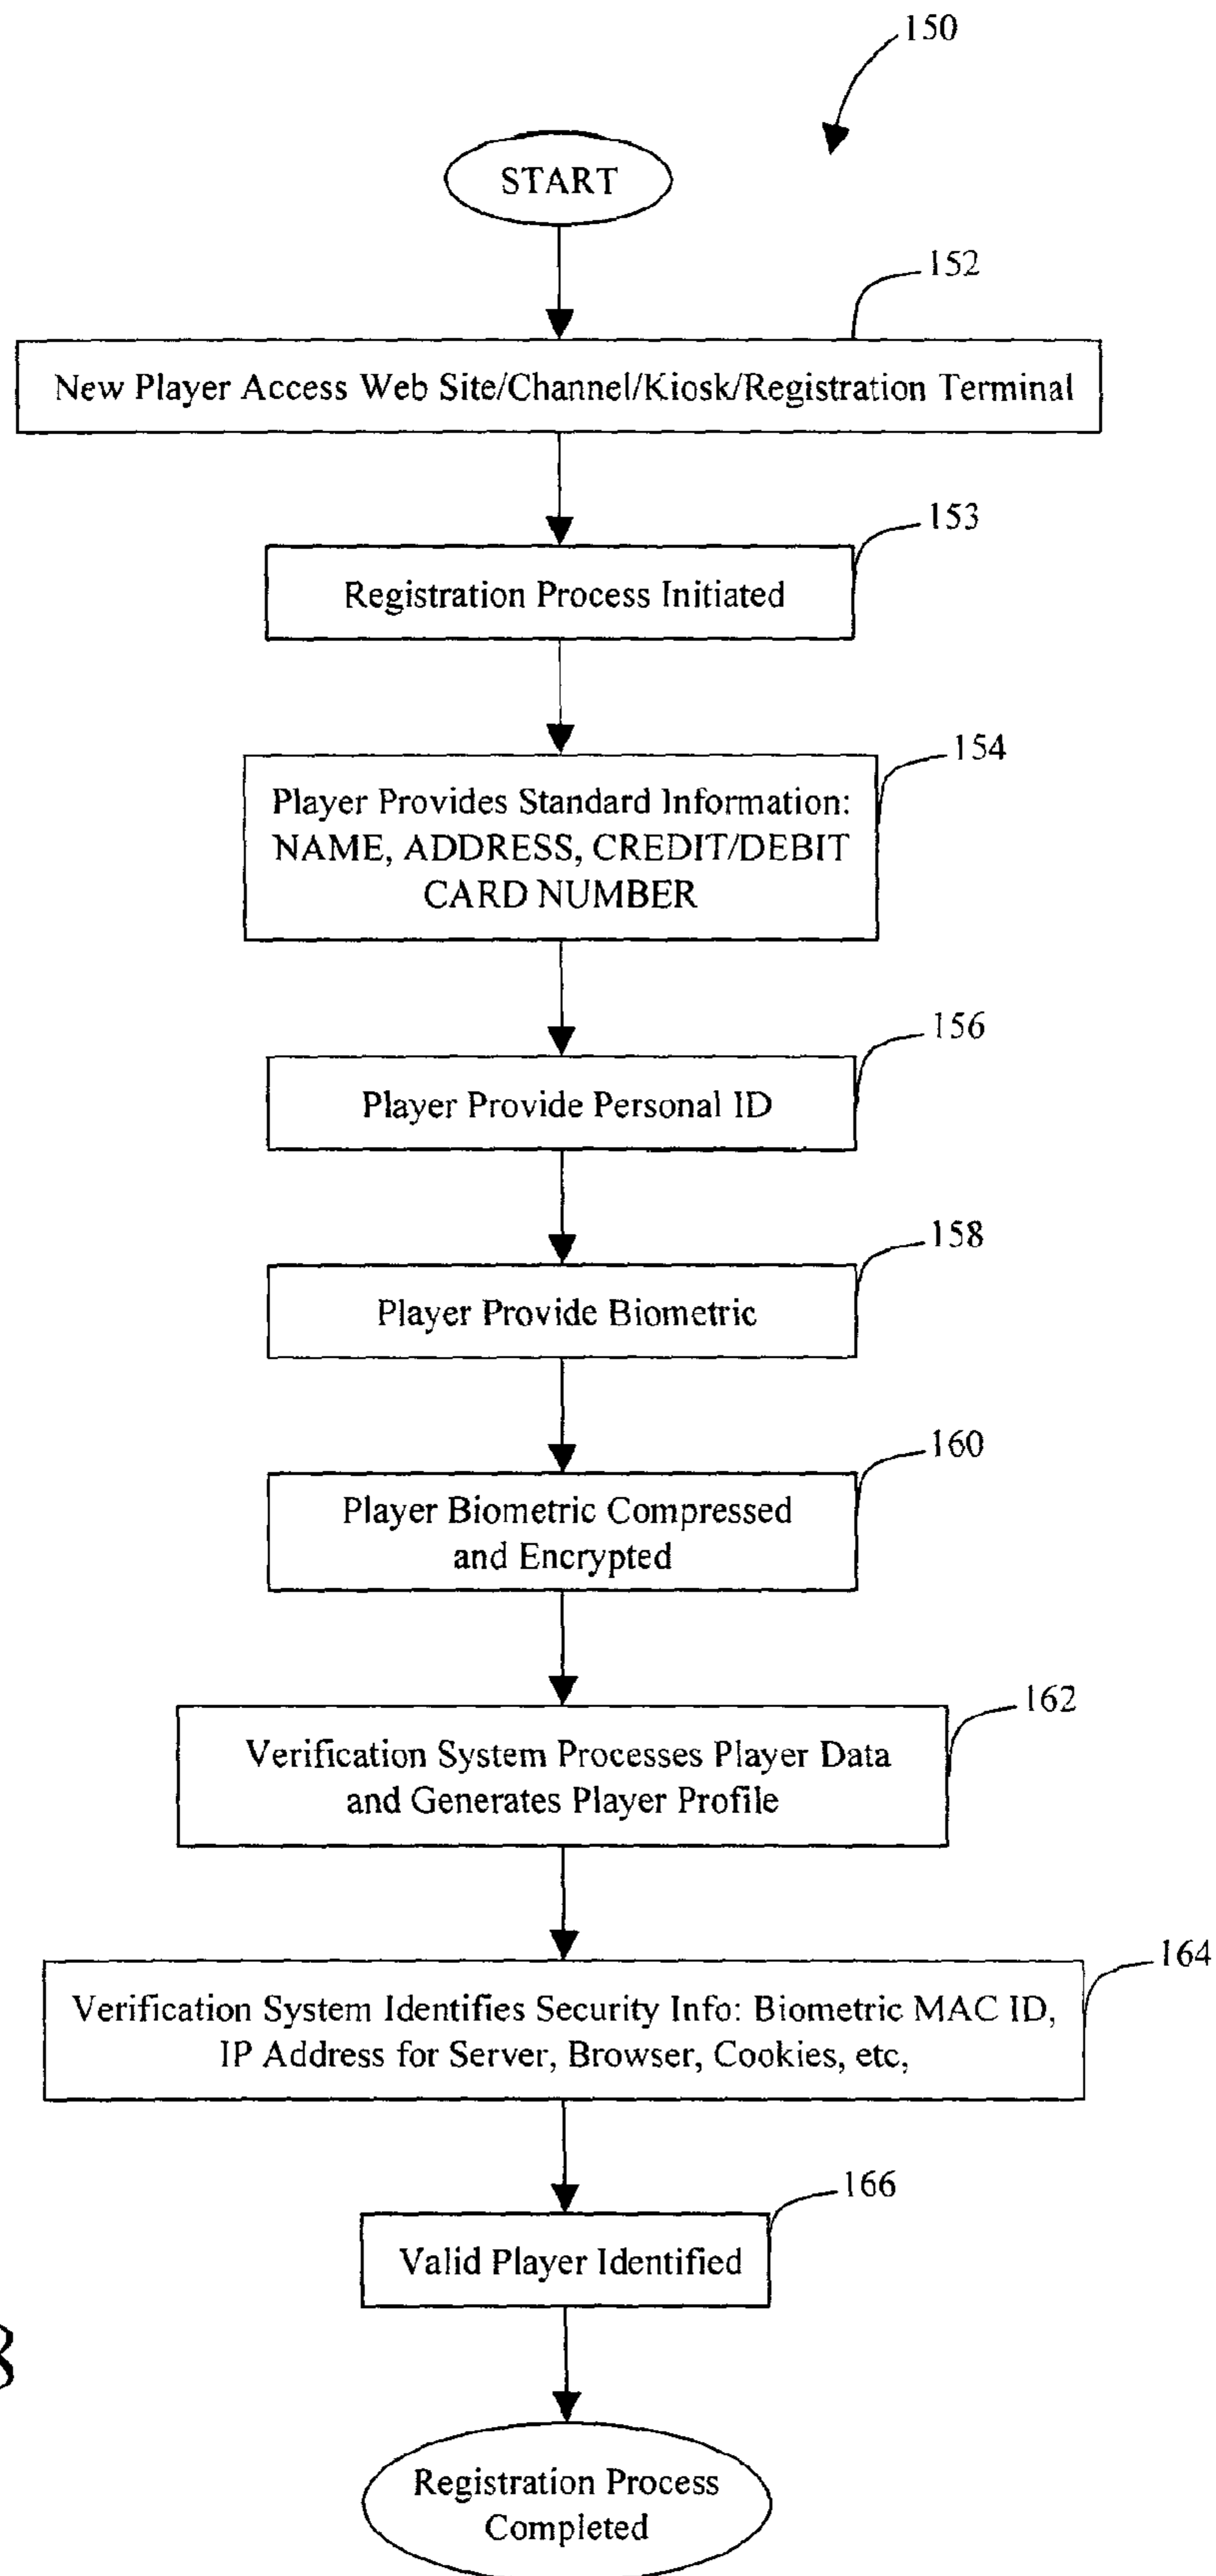 150
START
152
New Player Access Web Site/Channel/Kiosk/Registration Terminal
153
Registration Process Initiated
154
Player Provides Standard Information:
NAME, ADDRESS, CREDIT/DEBIT
CARD NUMBER
156
Player Provide Personal ID
158
Player Provide Biometric
160
Player Biometric Compressed
and Encrypted
162
Verification System Processes Player Data
and Generates Player Profile
164
Verification System Identifies Security Info: Biometric MAC ID,
IP Address for Server, Browser, Cookies, etc,
166
Valid Player Identified
Registration Process
Completed